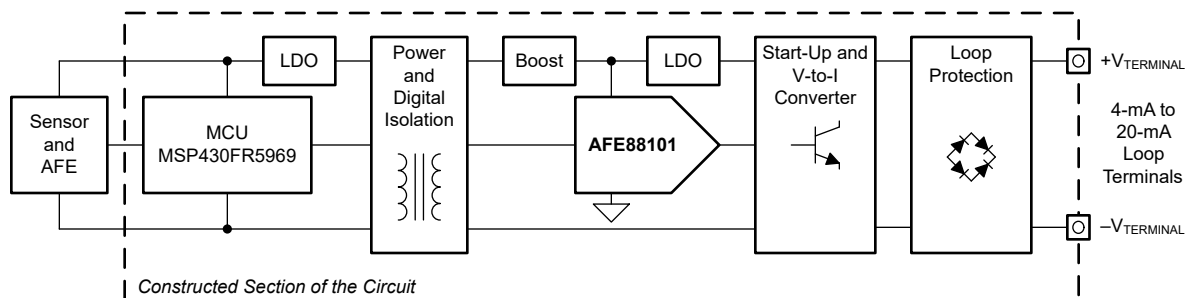 LDO
Power
and
Digital
Isolation
Boost
LDO
Start-Up and
V-to-I
Converter
Loop
Protection
+VTERMINAL
Sensor
and
AFE
MCU
MSP430FR5969
AFE88101
4-mA to
20-mA
Loop
Terminals
–VTERMINAL
Constructed Section of the Circuit